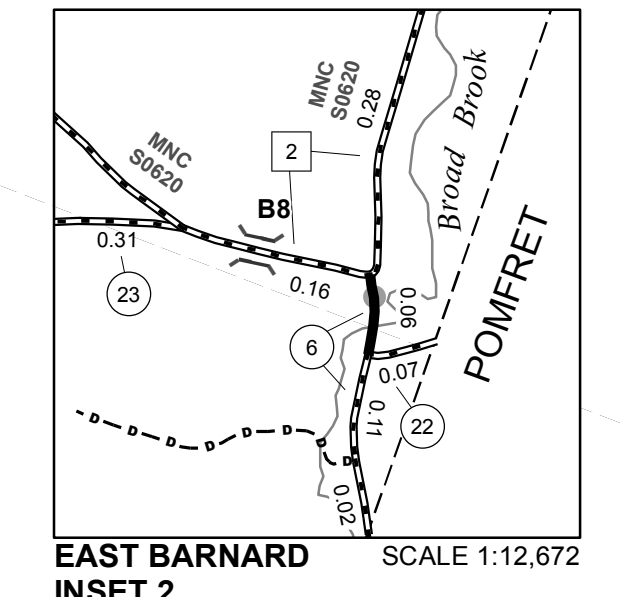 MNC
S0620
0.28
Broad Brook
MNC
S0620
2
B8
0.31
23
0.16
0.06
6
POMFRET
0.07
22
0.11
D D D D D D D D
0.02
EAST BARNARD
INSET 2
SCALE 1:12,672